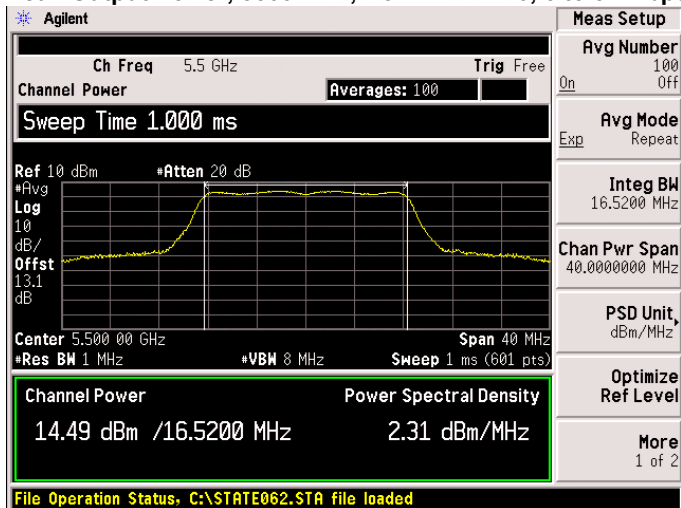 Agilent
Ch Freq 5.5 GHz Trig Free
Channel Power Averages: 100
Sweep Time 1.000 ms
Ref 10 dBm #Atten 20 dB
#Avg
Log
10
dB/
Offst
13.1
dB
Center 5.500 00 GHz Span 40 MHz
#Res BW 1 MHz #VBW 8 MHz Sweep 1 ms (601 pts)
Channel Power Power Spectral Density
14.49 dBm /16.5200 MHz 2.31 dBm/MHz
File Operation Status, C:\STATE062.STA file loaded
Meas Setup
Avg Number
100
On Off
Avg Mode
Exp Repeat
Integ BW
16.5200 MHz
Chan Pwr Span
40.0000000 MHz
PSD Unit
dBm/MHz
Optimize
Ref Level
More
1 of 2